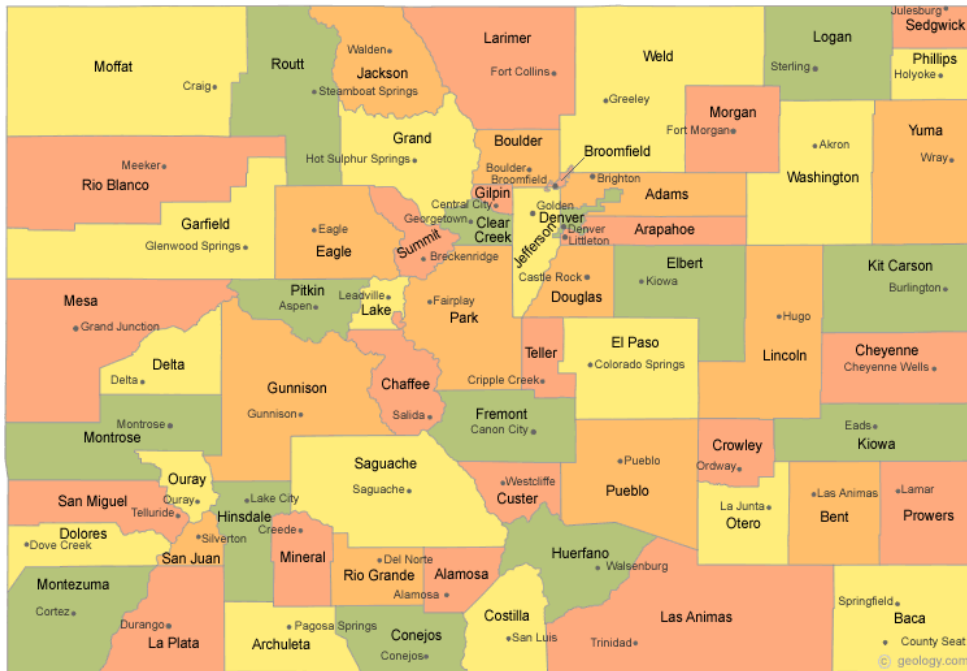 Julesburg
Sedgwick
Larimer
Logan
Walden
Weld
Phillips
Moffat
Routt
Jackson
Fort Collins
Sterling
Holyoke
Craig
Steamboat Springs
Greeley
Morgan
Grand
Boulder
Fort Morgan
Yuma
Hot Sulphur Springs
Broomfield
Akron
Meeker
Boulder
Wray
Rio Blanco
Broomfield
Brighton
Washington
Gilpin
Adams
Central City
Golden
Garfield
Georgetown
Clear
Creek
Denver
Eagle
Denver
Arapahoe
Glenwood Springs
Eagle
Summit
Jefferson
Littleton
Breckenridge
Elbert
Kit Carson
Castle Rock
Kiowa
Burlington
Pitkin
Leadville
Douglas
Mesa
Aspen
Lake
Fairplay
Park
Hugo
Grand Junction
El Paso
Teller
Lincoln
Cheyenne
Delta
Colorado Springs
Cheyenne Wells
Delta
Gunnison
Chaffee
Cripple Creek
Gunnison
Salida
Fremont
Montrose
Canon City
Eads
Montrose
Crowley
Kiowa
Saguache
Pueblo
Ordway
Ouray
Westcliffe
Pueblo
Saguache
Custer
Lamar
San Miguel
Ouray
Lake City
Las Animas
Telluride
Hinsdale
La Junta
Otero
Bent
Prowers
Dolores
Creede
Dove Creek
Silverton
San Juan
Mineral
Del Norte
Huerfano
Rio Grande
Alamosa
Walsenburg
Montezuma
Alamosa
Springfield
Cortez
Costilla
Las Animas
Baca
Durango
Pagosa Springs
La Plata
Archuleta
Conejos
San Luis
Trinidad
County Seat
Conejos
© geology.com